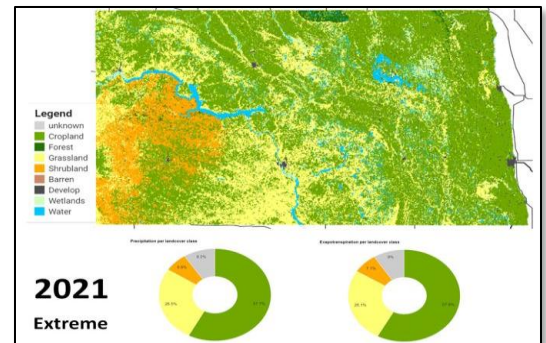 Legend
unknown
Cropland
Forest
Grassland
Shrubland
Barren
Develop
Wetlands
Water
Precipitation per landcover class
Evapotranspiration per landcover class
2021
Extreme